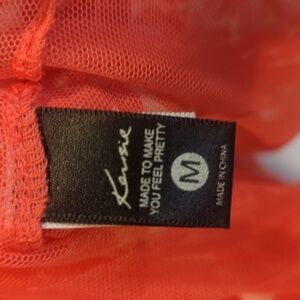 Kensie
MADE TO MAKE
YOU FEEL PRETTY
M
MADE IN CHINA